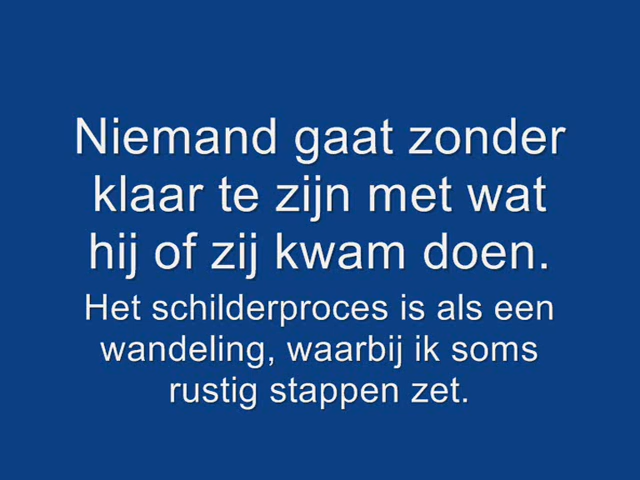 Niemand gaat zonder
klaar te zijn met wat
hij of zij kwam doen.
Het schilderproces is als een
wandeling, waarbij ik soms
rustig stappen zet.